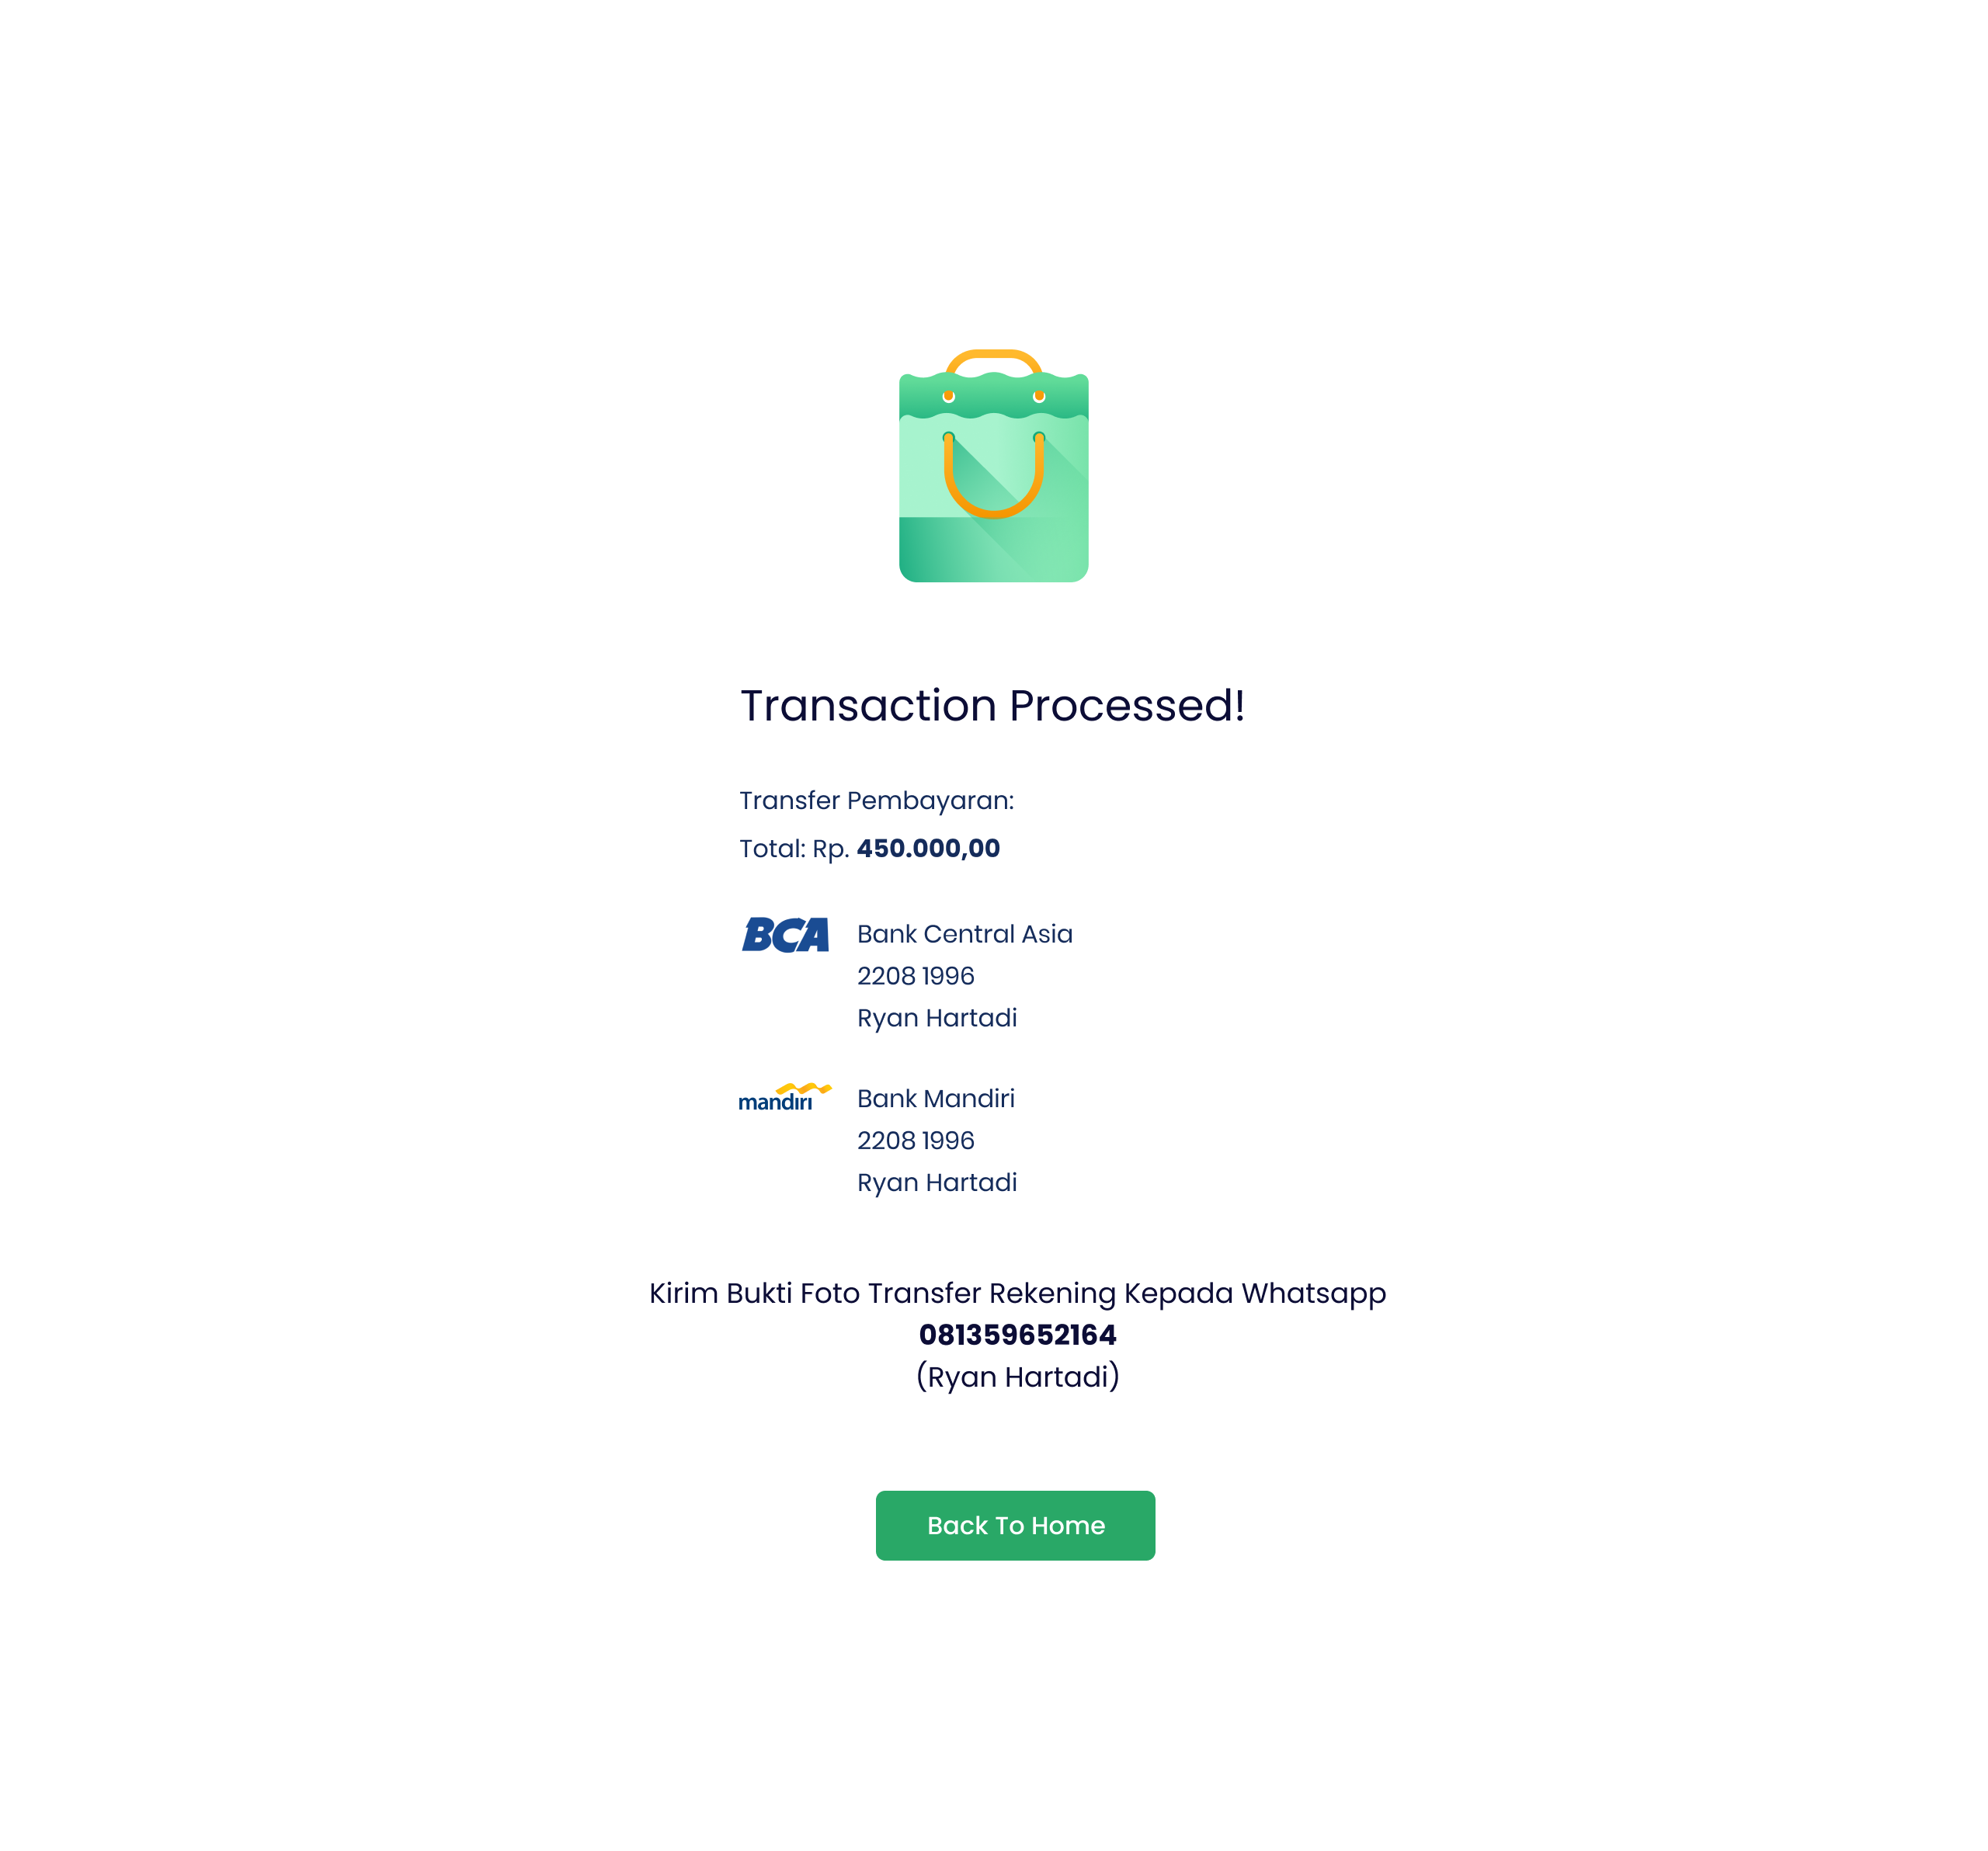 Transaction Processed!
Transfer Pembayaran:
Total: Rp. 450.000,00
BCA
Bank Central Asia
2208 1996
Ryan Hartadi
mandiri
Bank Mandiri
2208 1996
Ryan Hartadi
Kirim Bukti Foto Transfer Rekening Kepada Whatsapp
081359652164
(Ryan Hartadi)
Back To Home